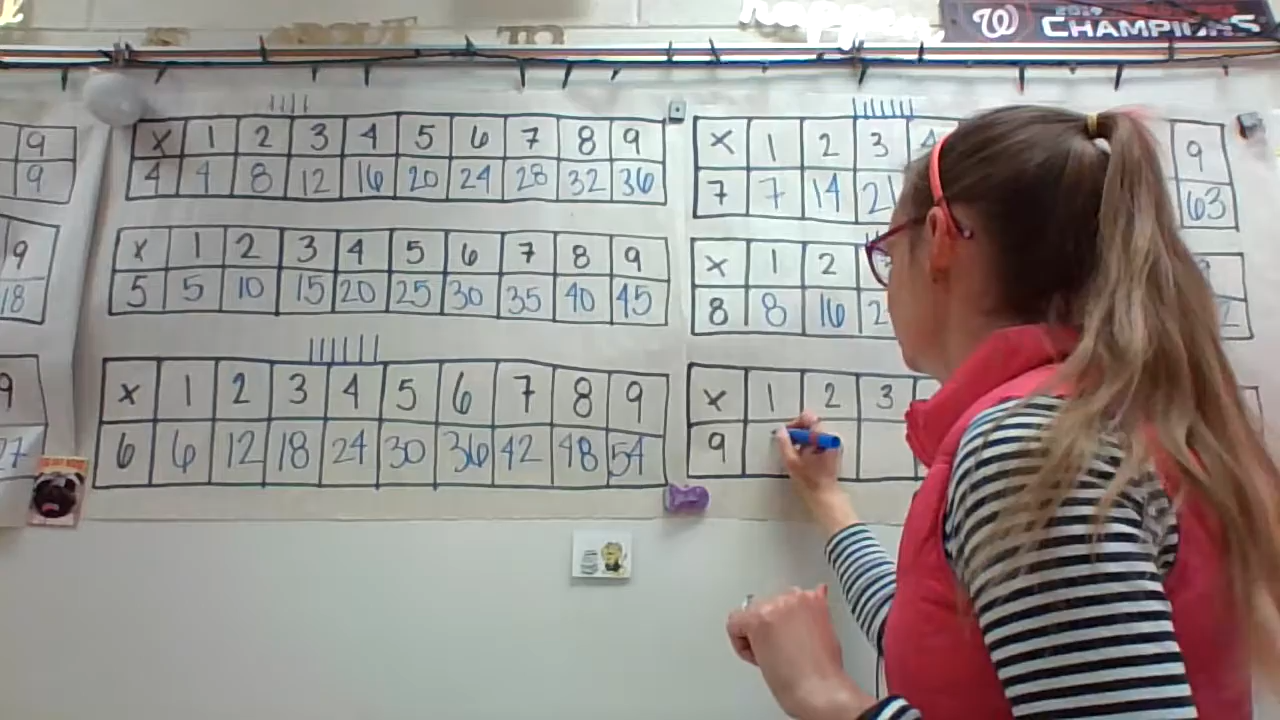 happen
W 2019
CHAMPIONS
9
9
X 1 2 3 4 5 6 7 8 9
4 4 8 12 16 20 24 28 32 36
X 1 2 3 4 9
7 7 14 21 63
9
18
X 1 2 3 4 5 6 7 8 9
5 5 10 15 20 25 30 35 40 45
X 1 2
8 8 16
9
27
X 1 2 3 4 5 6 7 8 9
6 6 12 18 24 30 36 42 48 54
X 1 2 3
9